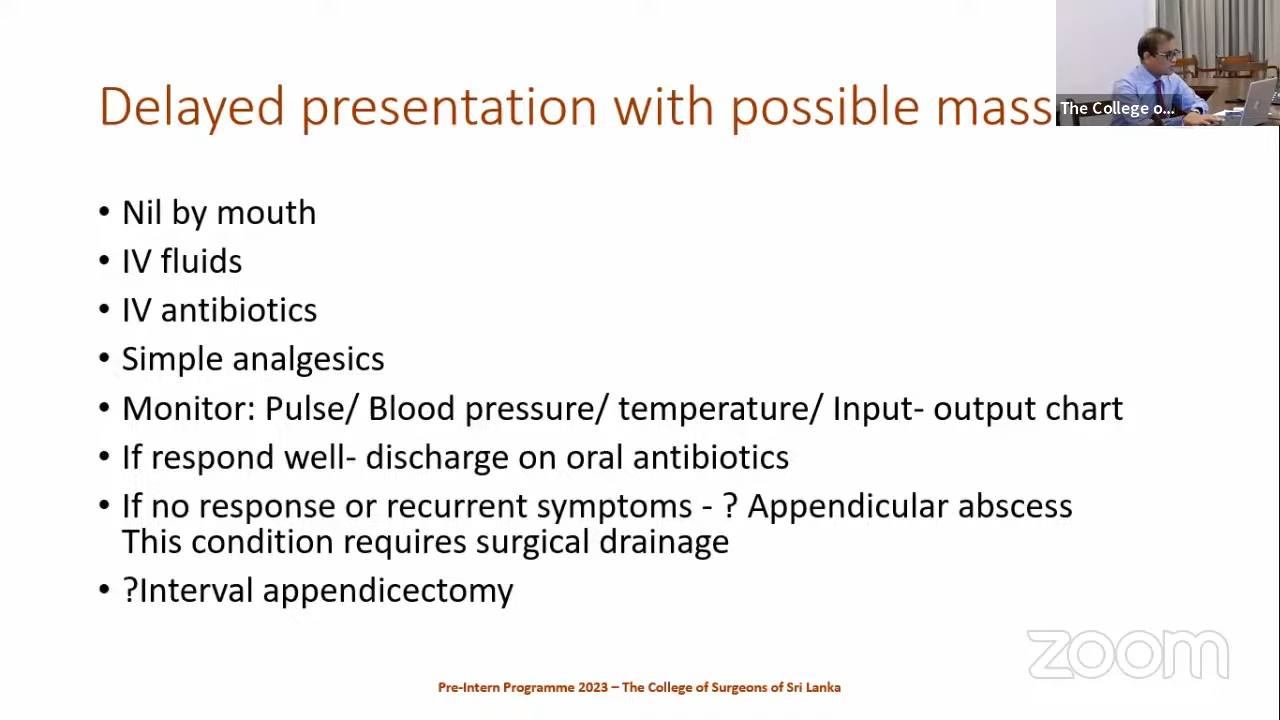 Delayed presentation with possible mass
The College o...
• Nil by mouth
• IV fluids
• IV antibiotics
• Simple analgesics
• Monitor: Pulse/ Blood pressure/ temperature/ Input- output chart
• If respond well- discharge on oral antibiotics
• If no response or recurrent symptoms - ? Appendicular abscess
This condition requires surgical drainage
• ?Interval appendicectomy
zoom
Pre-Intern Programme 2023 – The College of Surgeons of Sri Lanka